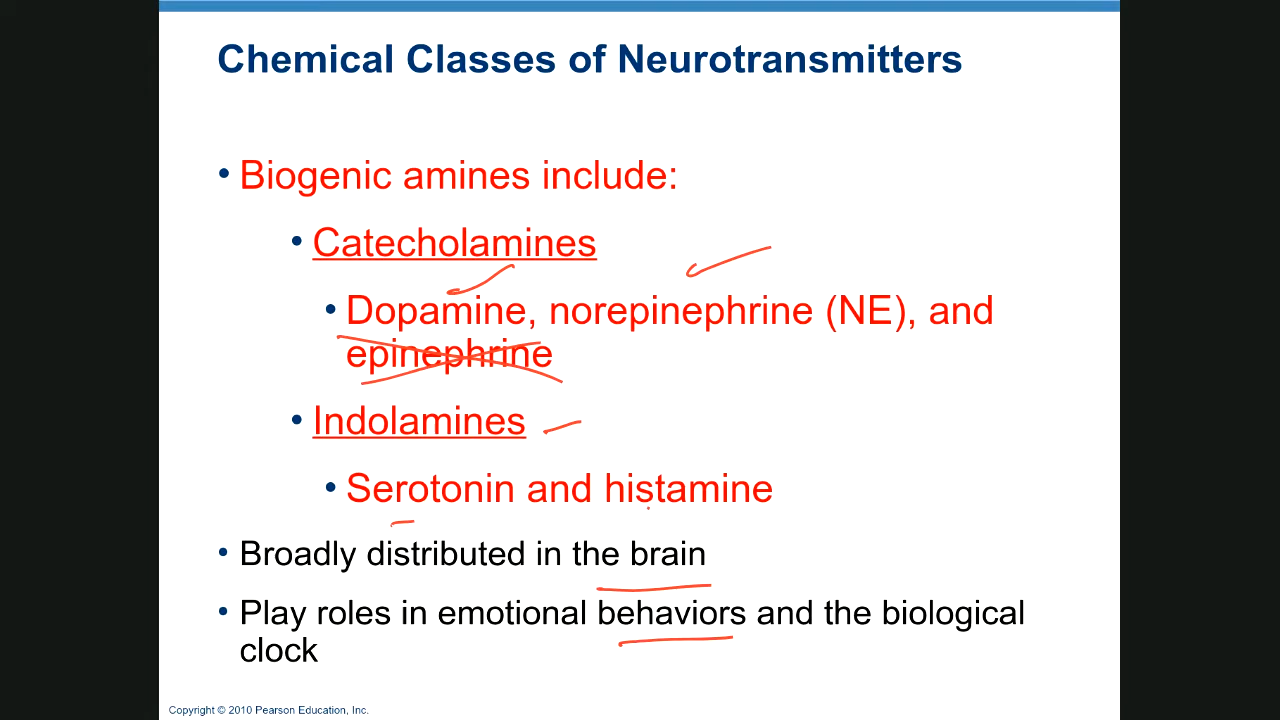 Chemical Classes of Neurotransmitters
• Biogenic amines include:
• Catecholamines
• Dopamine, norepinephrine (NE), and
epinephrine
• Indolamines
• Serotonin and histamine
• Broadly distributed in the brain
• Play roles in emotional behaviors and the biological
clock
Copyright © 2010 Pearson Education, Inc.